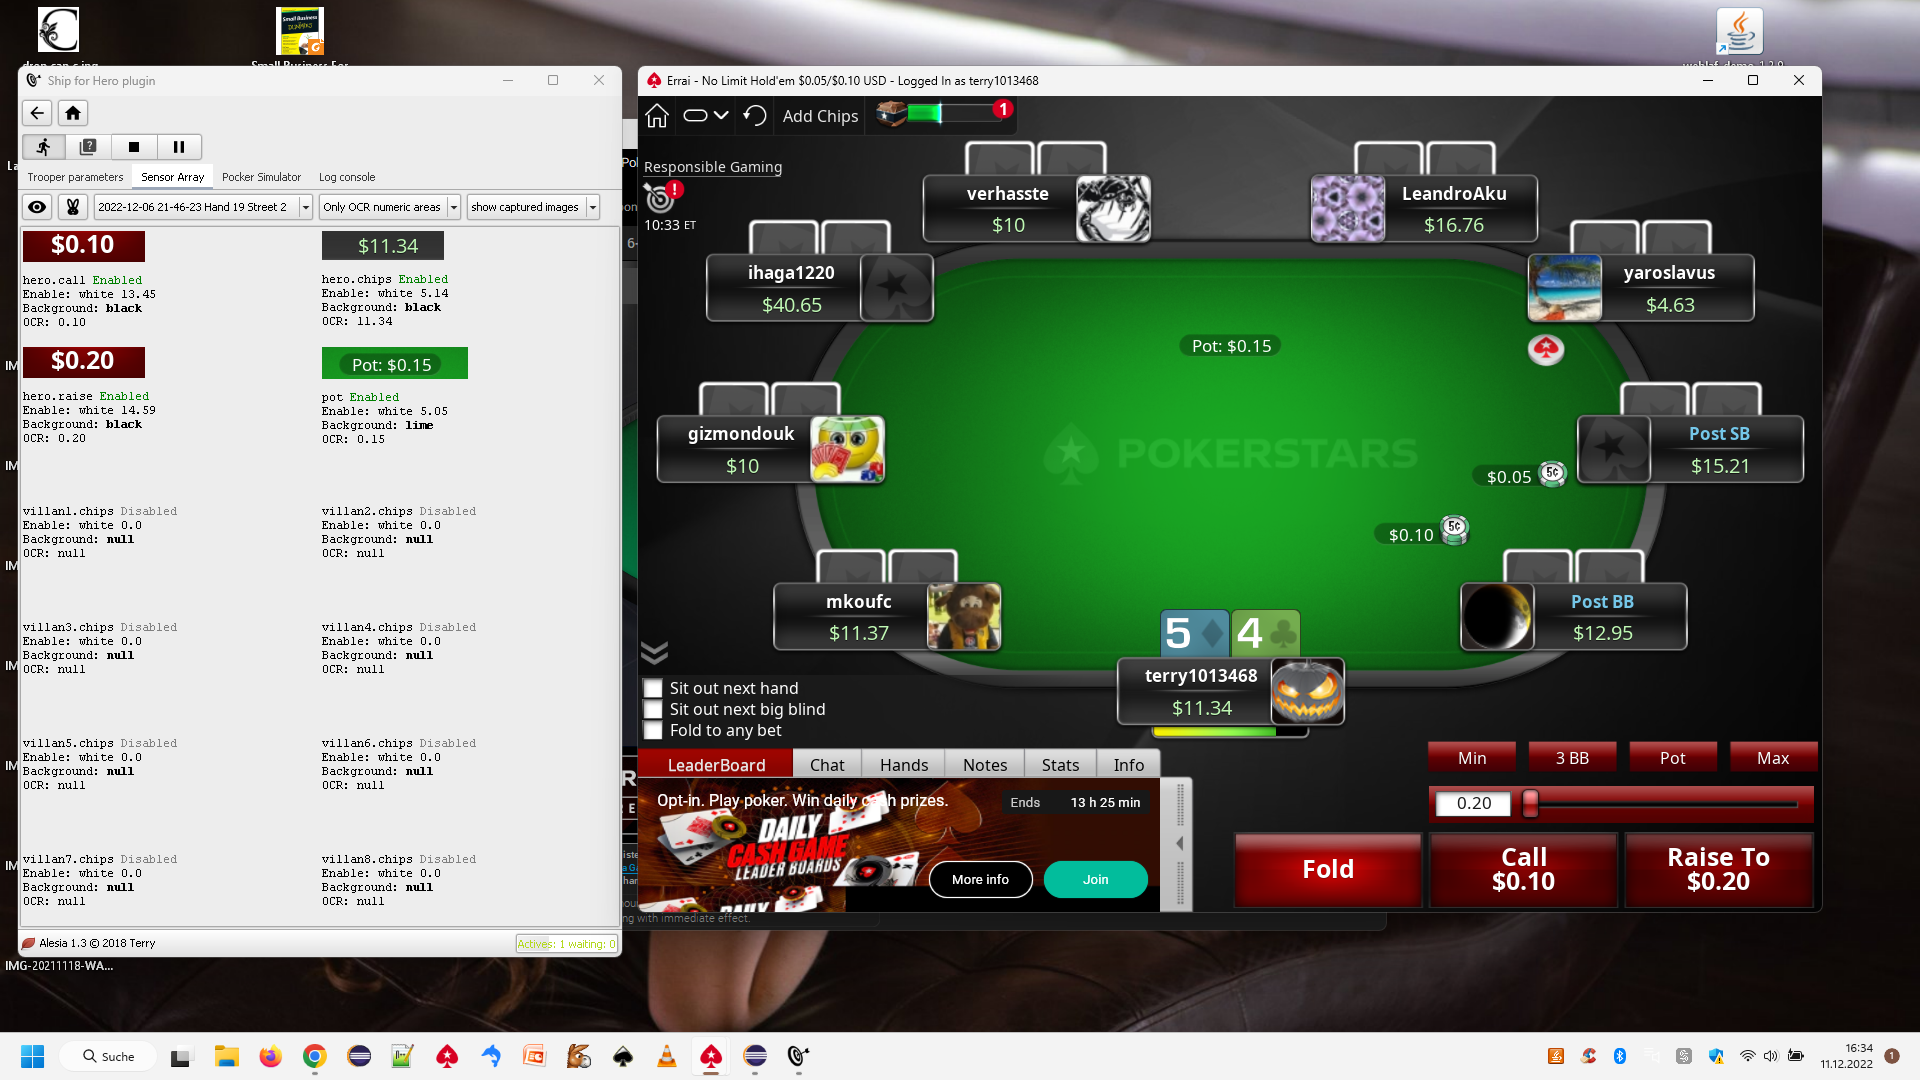 Ship for Hero plugin
Trooper parameters
Sensor Array
Pocker Simulator
Log console
2022-12-06 21-46-23 Hand 19 Street 2
Only OCR numeric areas
show captured images
$0.10
hero.call Enabled
Enable: white 13.45
Background: black
OCR: 0.10
$11.34
hero.chips Enabled
Enable: white 5.14
Background: black
OCR: 11.34
$0.20
hero.raise Enabled
Enable: white 14.59
Background: black
OCR: 0.20
Pot: $0.15
pot Enabled
Enable: white 5.05
Background: lime
OCR: 0.15
villan1.chips Disabled
Enable: white 0.0
Background: null
OCR: null
villan2.chips Disabled
Enable: white 0.0
Background: null
OCR: null
villan3.chips Disabled
Enable: white 0.0
Background: null
OCR: null
villan4.chips Disabled
Enable: white 0.0
Background: null
OCR: null
villan5.chips Disabled
Enable: white 0.0
Background: null
OCR: null
villan6.chips Disabled
Enable: white 0.0
Background: null
OCR: null
villan7.chips Disabled
Enable: white 0.0
Background: null
OCR: null
villan8.chips Disabled
Enable: white 0.0
Background: null
OCR: null
Alesia 1.3 © 2018 Terry
Actives: 1 waiting: 0
IMG-20211118-WA...
Errai - No Limit Hold'em $0.05/$0.10 USD - Logged In as terry1013468
Add Chips
1
Responsible Gaming
10:33 ET
verhasste
$10
LeandroAku
$16.76
ihaga1220
$40.65
yaroslavus
$4.63
Pot: $0.15
gizmondouk
$10
POKERSTARS
Post SB
$15.21
$0.05
5¢
$0.10
5¢
mkoufc
$11.37
5
4
Post BB
$12.95
terry1013468
$11.34
Sit out next hand
Sit out next big blind
Fold to any bet
LeaderBoard
Chat
Hands
Notes
Stats
Info
Opt-in. Play poker. Win daily cash prizes.
Ends 13 h 25 min
DAILY
CASH GAME
LEADER BOARDS
More info
Join
Min
3 BB
Pot
Max
0.20
Fold
Call
$0.10
Raise To
$0.20
ng with immediate effect.
Suche
16:34
11.12.2022
1